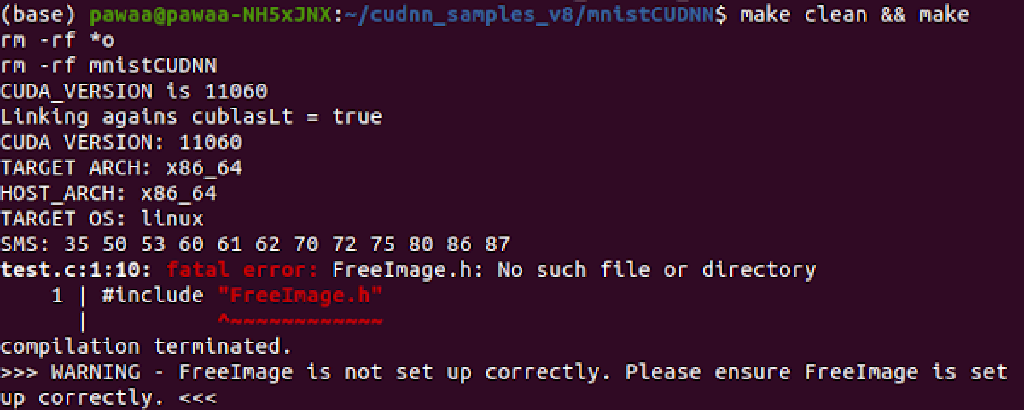 (base) pawaa@pawaa-NH5xJNX:~/cudnn_samples_v8/mnistCUDNN$ make clean && make
rm -rf *o
rm -rf mnistCUDNN
CUDA_VERSION is 11060
Linking agains cublasLt = true
CUDA VERSION: 11060
TARGET ARCH: x86_64
HOST_ARCH: x86_64
TARGET OS: linux
SMS: 35 50 53 60 61 62 70 72 75 80 86 87
test.c:1:10: fatal error: FreeImage.h: No such file or directory
    1 | #include "FreeImage.h"
      |          ^~~~~~~~~~~~~
compilation terminated.
>>> WARNING - FreeImage is not set up correctly. Please ensure FreeImage is set
up correctly. <<<